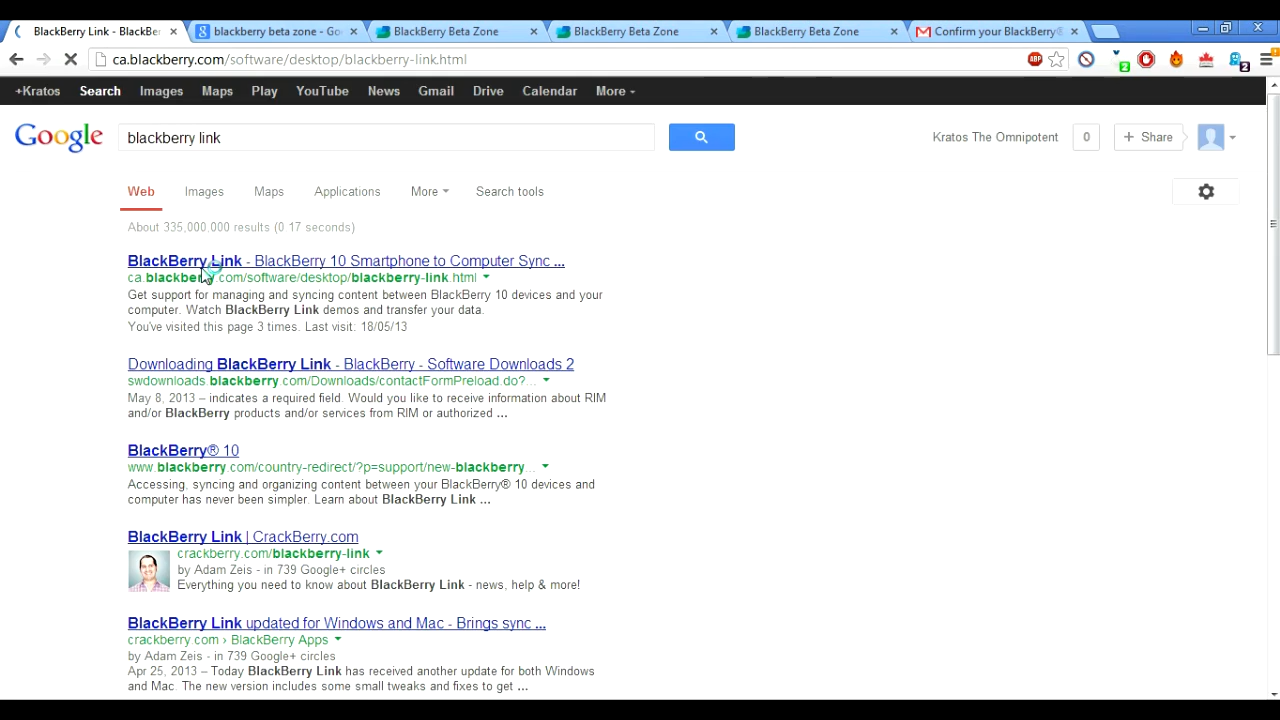 BlackBerry Link - BlackBer
blackberry beta zone - Go
BlackBerry Beta Zone
BlackBerry Beta Zone
BlackBerry Beta Zone
Confirm your BlackBerry®
ca.blackberry.com/software/desktop/blackberry-link.html
ABP
2
2
+Kratos Search Images Maps Play YouTube News Gmail Drive Calendar More
Google
blackberry link
Kratos The Omnipotent
0
+ Share
Web Images Maps Applications More Search tools
About 335,000,000 results (0 17 seconds)
BlackBerry Link - BlackBerry 10 Smartphone to Computer Sync ...
ca.blackberry.com/software/desktop/blackberry-link.html
Get support for managing and syncing content between BlackBerry 10 devices and your
computer. Watch BlackBerry Link demos and transfer your data.
You've visited this page 3 times. Last visit: 18/05/13
Downloading BlackBerry Link - BlackBerry - Software Downloads 2
swdownloads.blackberry.com/Downloads/contactFormPreload.do?...
May 8, 2013 – indicates a required field. Would you like to receive information about RIM
and/or BlackBerry products and/or services from RIM or authorized ...
BlackBerry® 10
www.blackberry.com/country-redirect/?p=support/new-blackberry...
Accessing, syncing and organizing content between your BlackBerry® 10 devices and
computer has never been simpler. Learn about BlackBerry Link ...
BlackBerry Link | CrackBerry.com
crackberry.com/blackberry-link
by Adam Zeis - in 739 Google+ circles
Everything you need to know about BlackBerry Link - news, help & more!
BlackBerry Link updated for Windows and Mac - Brings sync ...
crackberry.com › BlackBerry Apps
by Adam Zeis - in 739 Google+ circles
Apr 25, 2013 – Today BlackBerry Link has received another update for both Windows
and Mac. The new version includes some small tweaks and fixes to get ...